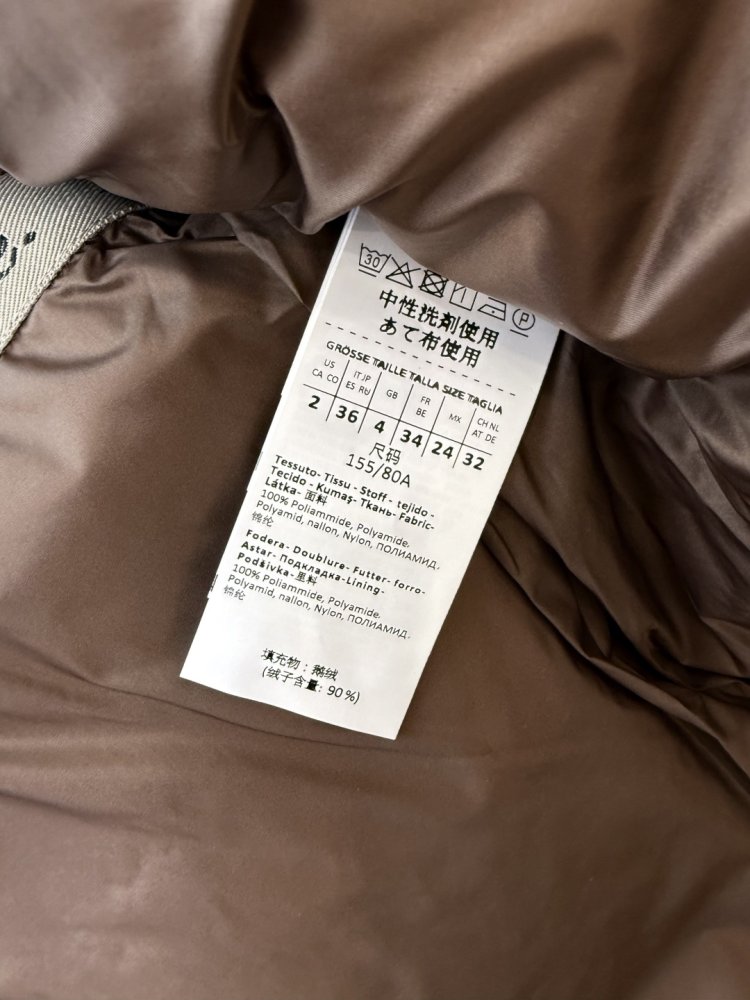 30
P
中性洗剤使用
あて布使用
GRÖSSE TAILLE TALLA SIZE TAGLIA
US CA CO IT JP ES RU GB FR BE MX CH NL AT DE
2 36 4 34 24 32
尺码
155/80A
Tessuto- Tissu - Stoff - tejido -
Tecido - Kumaş- Ткань- Fabric-
Látka- 面料
100% Poliammide, Polyamide.
Polyamid, nailon, Nylon, ПОЛИАМИД.
锦纶
Fodera- Doublure- Futter- forro-
Astar- Подкладка-Lining-
Podšívka-里料
100% Poliammide, Polyamide.
Polyamid, nailon, Nylon, ПОЛИАМИД.
锦纶
填充物：鹅绒
(绒子含量: 90 %)